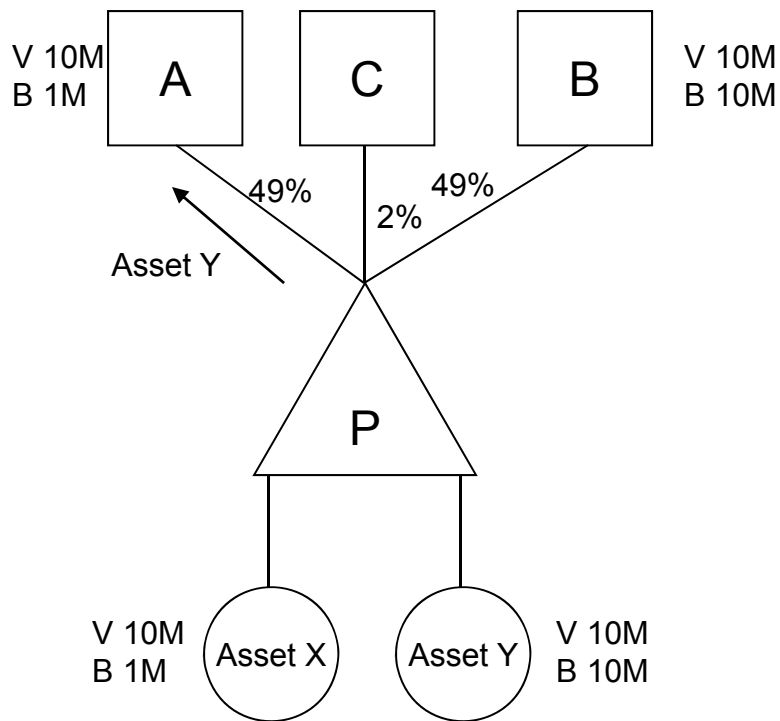 V 10M
B 1M
A
C
B
V 10M
B 10M
49%
2%
49%
Asset Y
P
V 10M
B 1M
Asset X
Asset Y
V 10M
B 10M